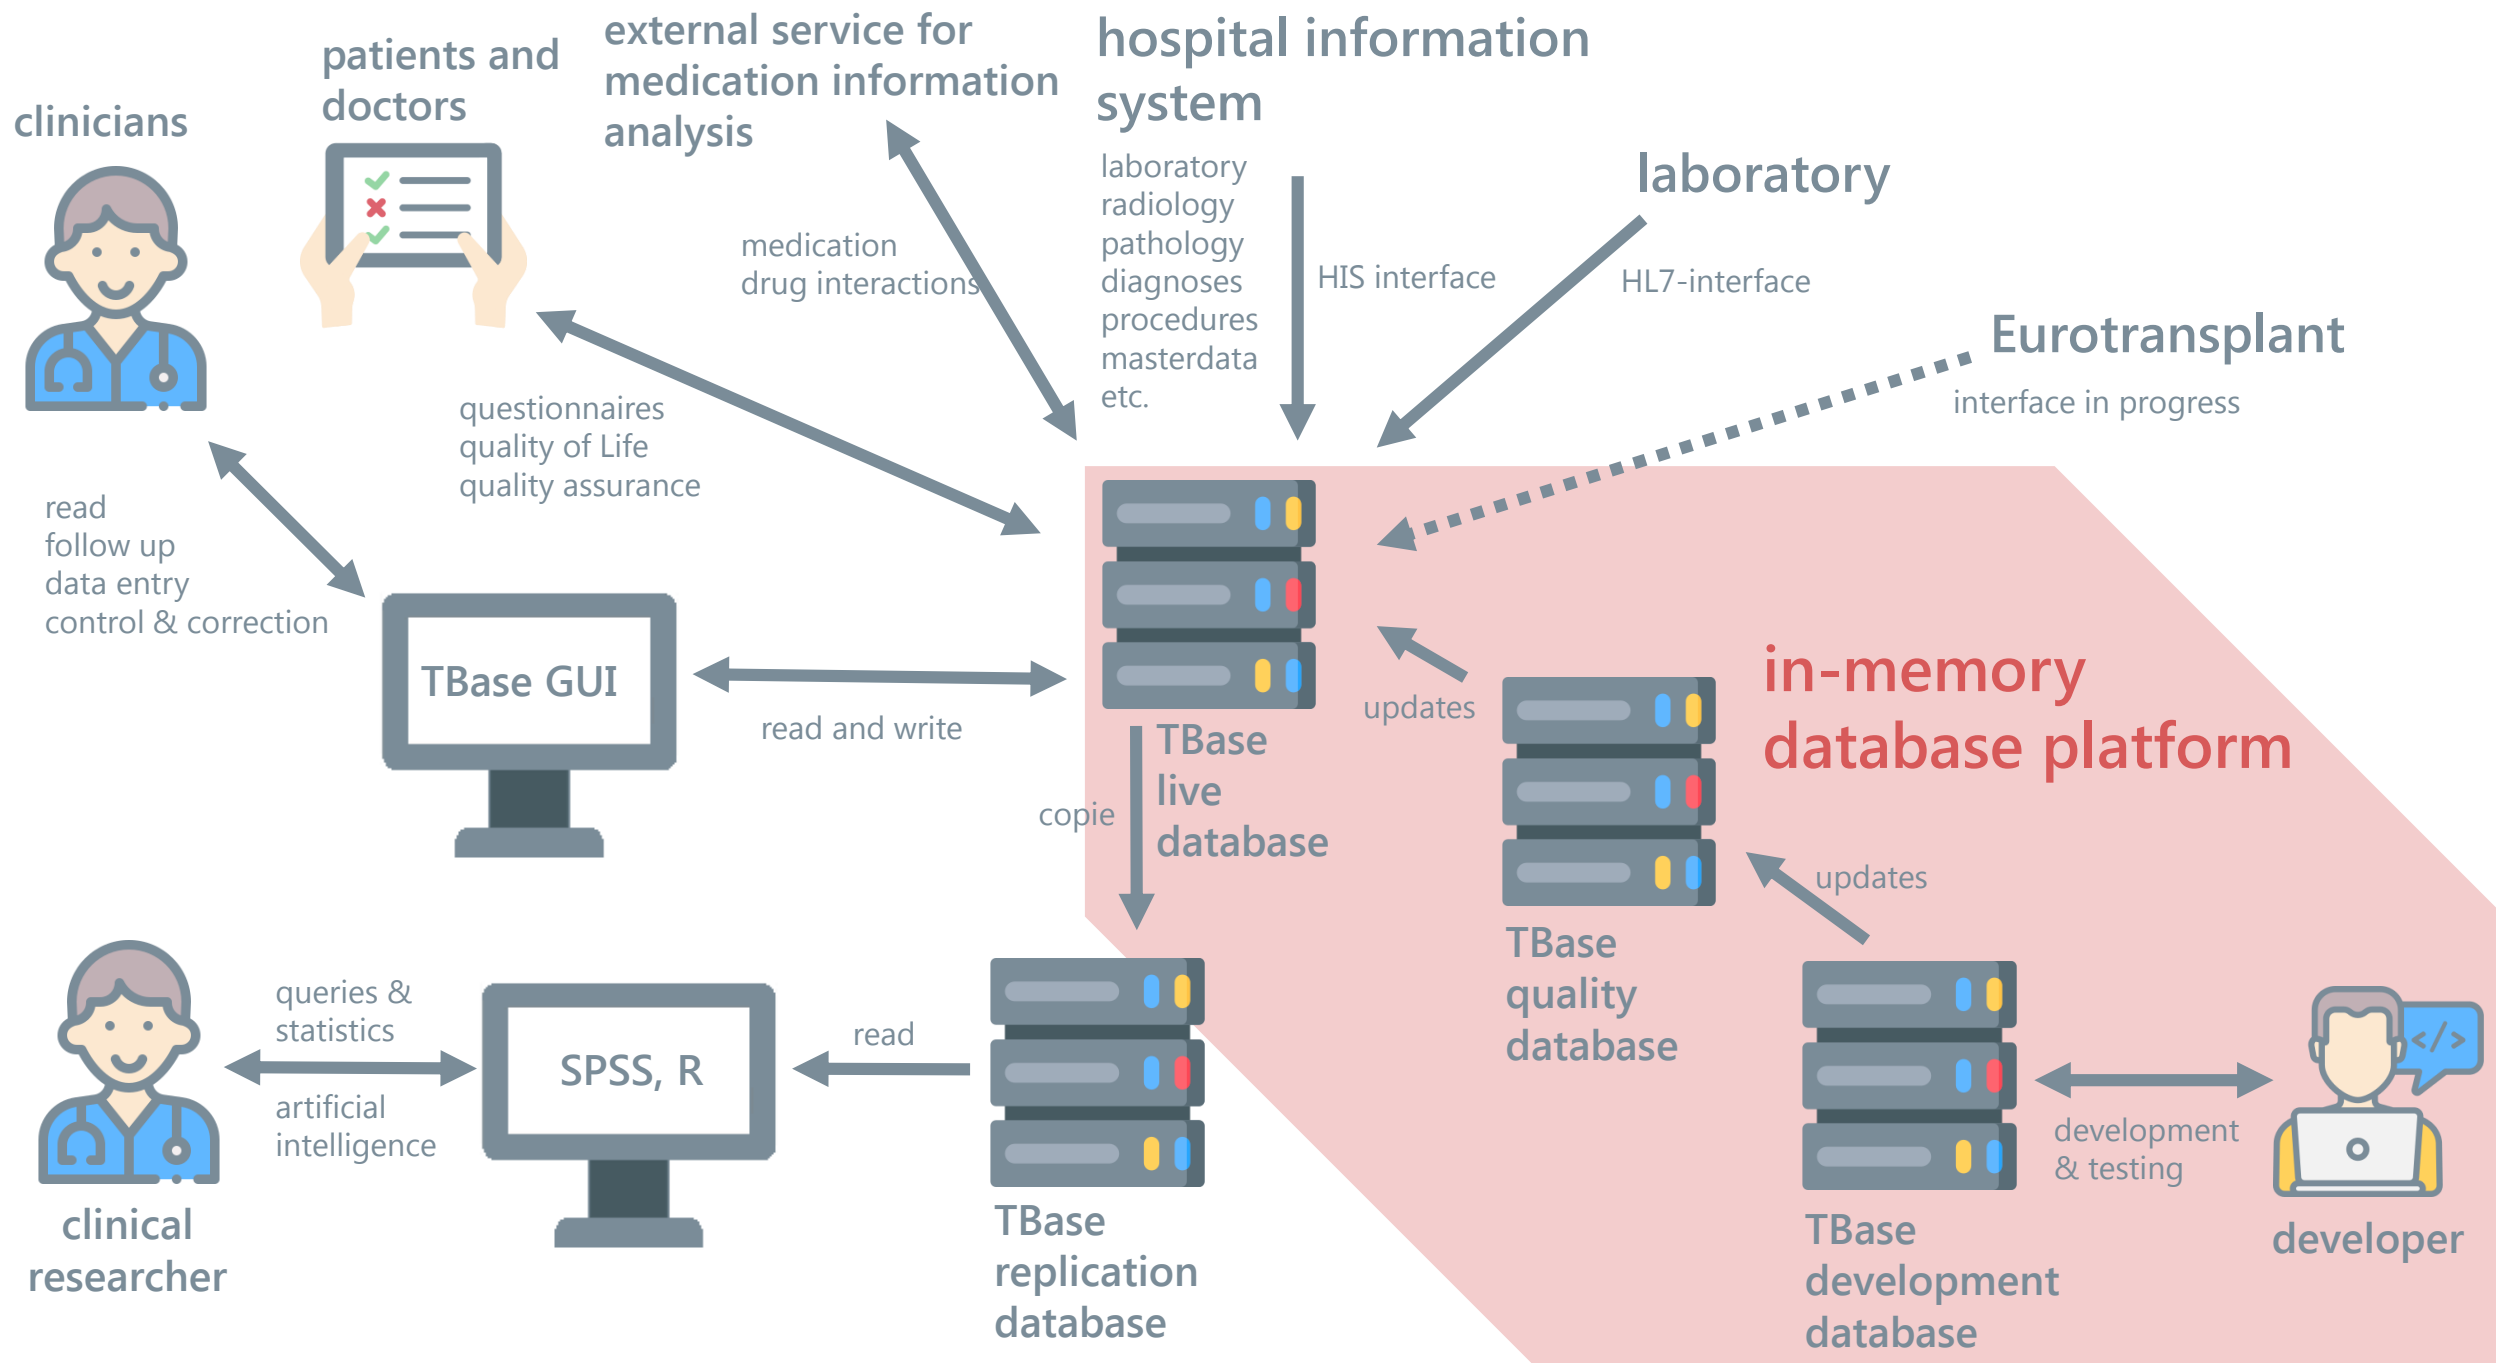 clinicians
patients and
doctors
external service for
medication information
analysis
hospital information
system
laboratory
radiology
pathology
diagnoses
procedures
masterdata
etc.
HIS interface
laboratory
HL7-interface
Eurotransplant
interface in progress
medication
drug interactions
questionnaires
quality of Life
quality assurance
read
follow up
data entry
control & correction
TBase GUI
read and write
updates
in-memory
database platform
TBase
live
database
copie
updates
TBase
quality
database
clinical
researcher
queries &
statistics
artificial
intelligence
SPSS, R
read
TBase
replication
database
TBase
development
database
development
& testing
</>
developer